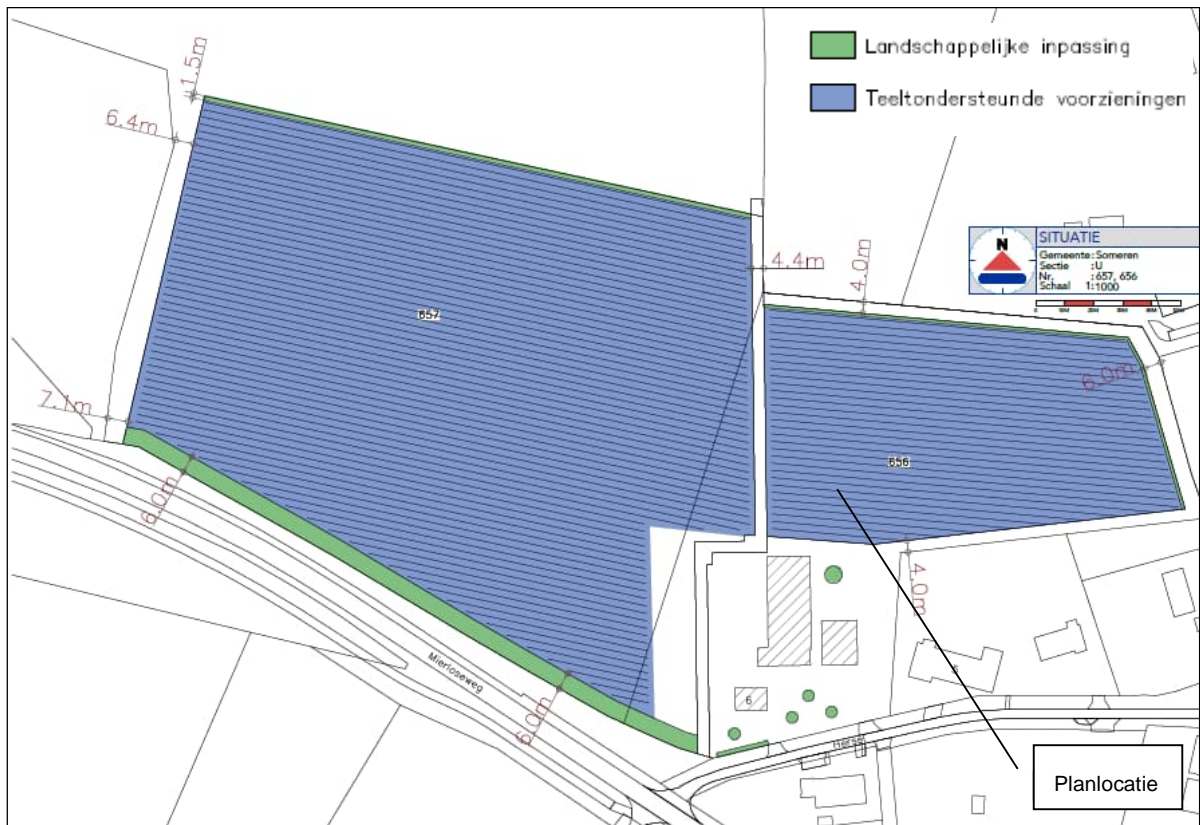 Landschappelijke inpassing
Teeltondersteunde voorzieningen
1.5m
6.4m
4.4m
4.0m
N
SITUATIE
Gemeente: Someren
Sectie : U
Nr. : 657, 656
Schaal 1: 1000
657
6.0m
7.1m
656
6.0m
4.0m
Mierloseweg
6.0m
6
Planlocatie